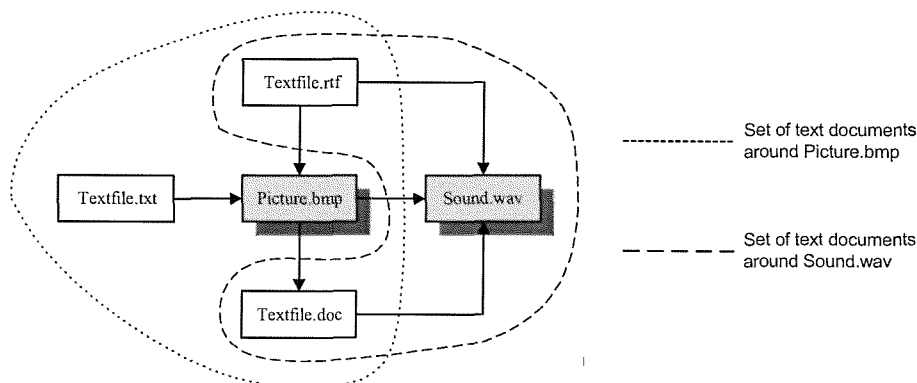 Textfile.rtf
Textfile.txt
Picture.bmp
Sound.wav
Textfile.doc
Set of text documents
around Picture.bmp
Set of text documents
around Sound.wav